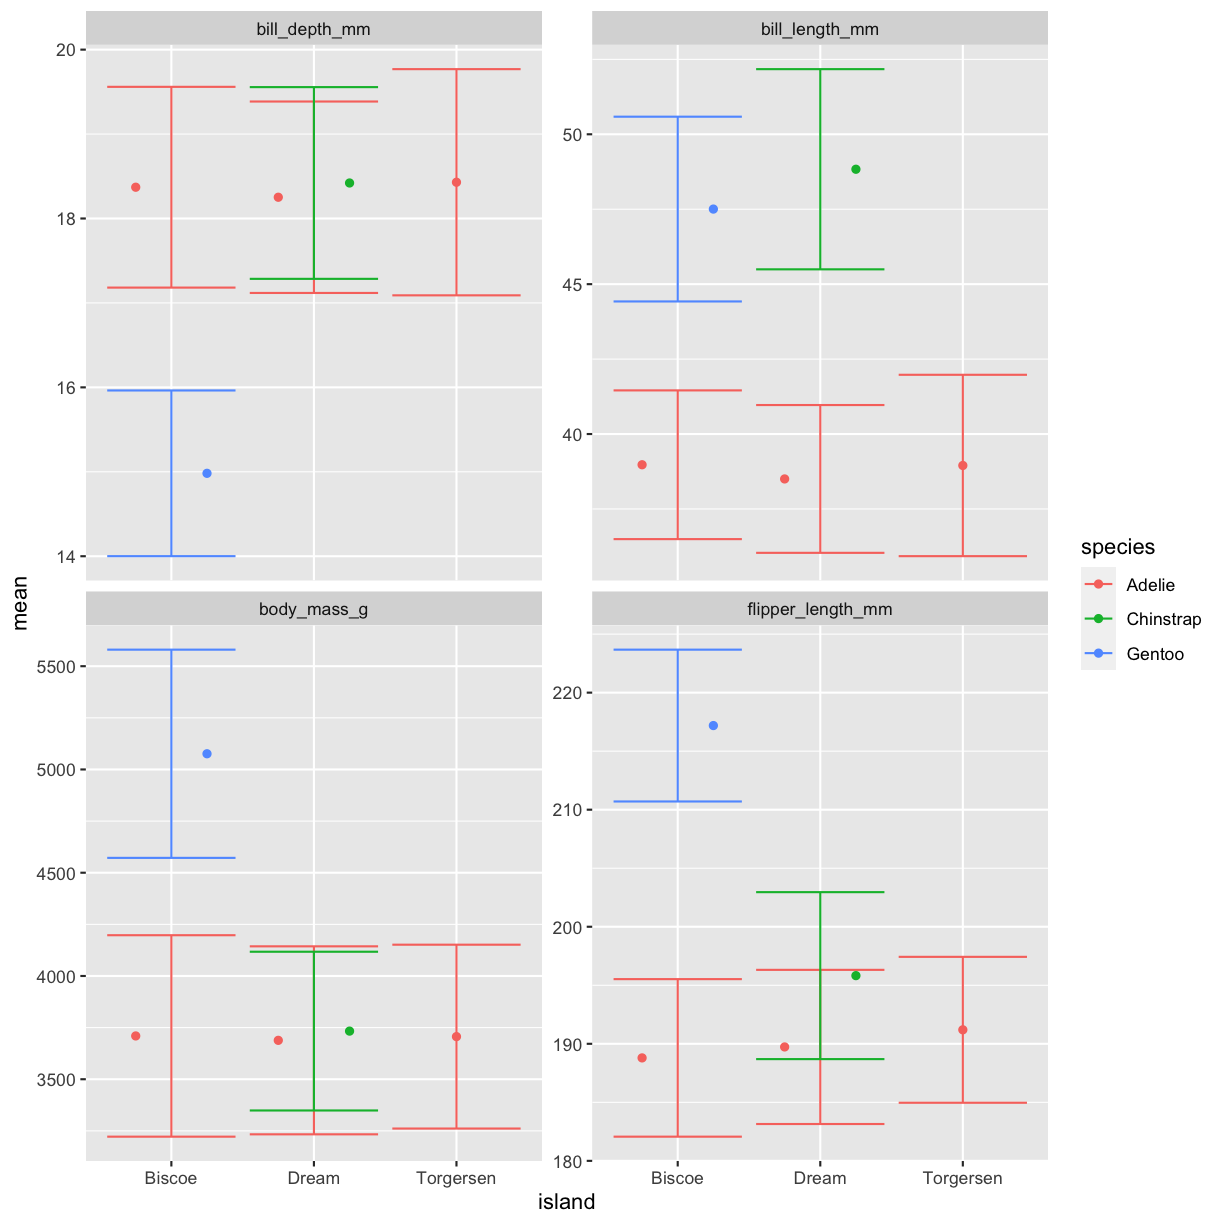 bill_depth_mm
bill_length_mm
20
18
16
14
50
45
40
mean
body_mass_g
flipper_length_mm
5500
5000
4500
4000
3500
220
210
200
190
180
Biscoe
Dream
Torgersen
Biscoe
Dream
Torgersen
island
species
Adelie
Chinstrap
Gentoo